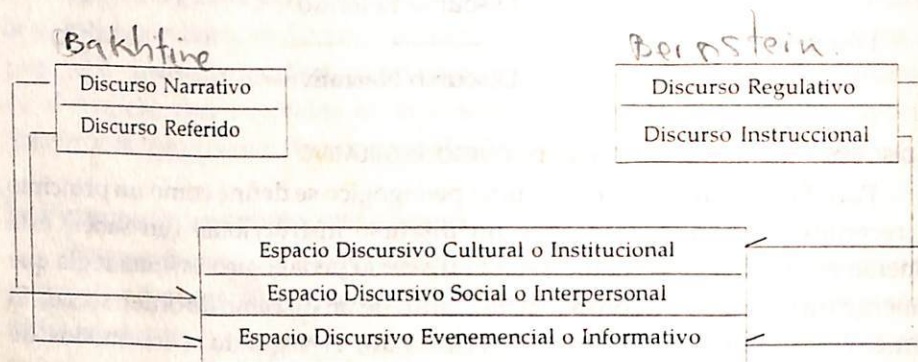 Bakhtine
Bernstein.
Discurso Narrativo
Discurso Regulativo
Discurso Referido
Discurso Instruccional
Espacio Discursivo Cultural o Institucional
Espacio Discursivo Social o Interpersonal
Espacio Discursivo Evenemencial o Informativo